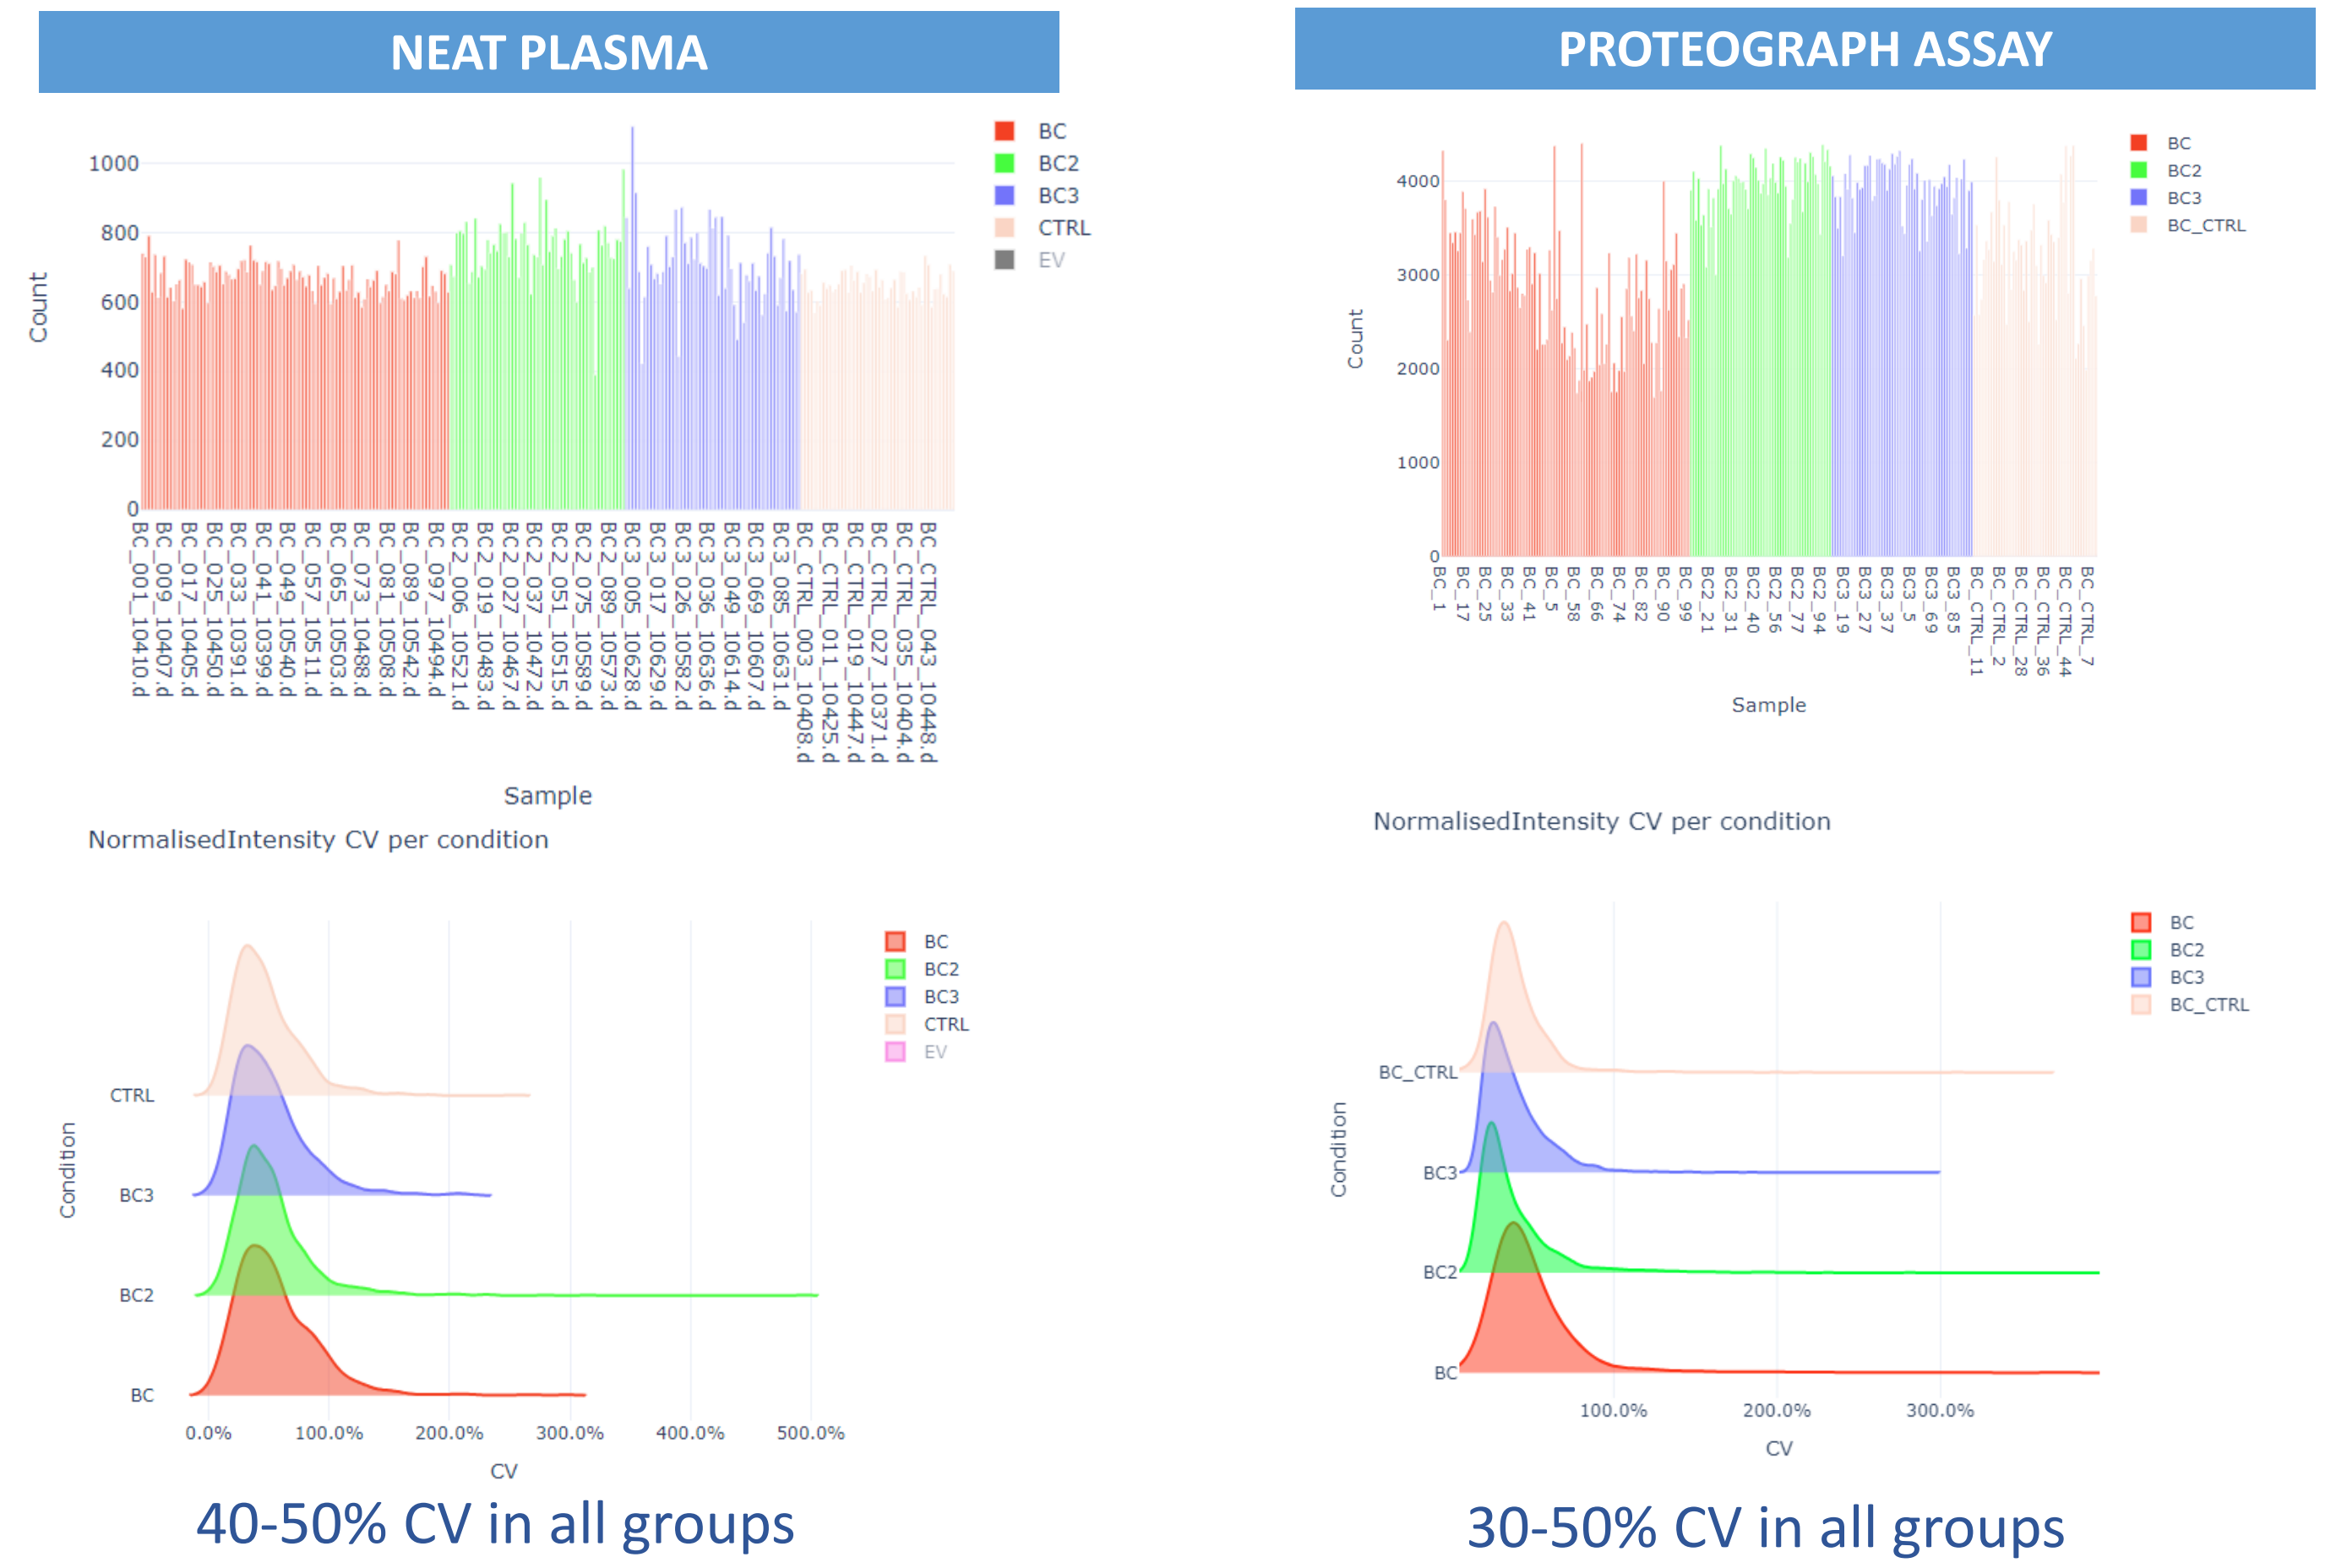 NEAT PLASMA
1000
800
600
400
200
0
Count
BC
BC2
BC3
CTRL
EV
BC_001_10410.d
BC_009_10407.d
BC_017_10405.d
BC_025_10450.d
BC_033_10391.d
BC_041_10399.d
BC_049_10540.d
BC_057_10511.d
BC_065_10503.d
BC_073_10488.d
BC_081_10508.d
BC_089_10542.d
BC_097_10494.d
BC2_006_10521.d
BC2_019_10483.d
BC2_027_10467.d
BC2_037_10472.d
BC2_051_10515.d
BC2_075_10589.d
BC2_089_10573.d
BC3_005_10628.d
BC3_017_10629.d
BC3_026_10582.d
BC3_036_10636.d
BC3_049_10614.d
BC3_069_10607.d
BC3_085_10631.d
BC_CTRL_003_10408.d
BC_CTRL_011_10425.d
BC_CTRL_019_10447.d
BC_CTRL_027_10371.d
BC_CTRL_035_10404.d
BC_CTRL_043_10448.d
Sample
NormalisedIntensity CV per condition
BC
BC2
BC3
CTRL
EV
Condition
CTRL
BC3
BC2
BC
0.0%
100.0%
200.0%
300.0%
400.0%
500.0%
CV
40-50% CV in all groups
PROTEOGRAPH ASSAY
4000
3000
2000
1000
0
Count
BC
BC2
BC3
BC_CTRL
BC_1
BC_17
BC_25
BC_33
BC_41
BC_5
BC_58
BC_66
BC_74
BC_82
BC_90
BC_99
BC2_21
BC2_31
BC2_40
BC2_56
BC2_77
BC2_94
BC3_19
BC3_27
BC3_37
BC3_5
BC3_69
BC3_85
BC_CTRL_11
BC_CTRL_2
BC_CTRL_28
BC_CTRL_36
BC_CTRL_44
BC_CTRL_7
Sample
NormalisedIntensity CV per condition
BC
BC2
BC3
BC_CTRL
Condition
BC_CTRL
BC3
BC2
BC
100.0%
200.0%
300.0%
CV
30-50% CV in all groups